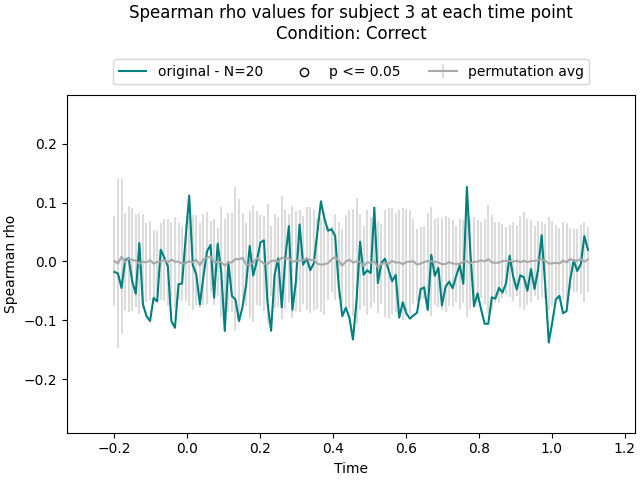 Spearman rho values for subject 3 at each time point
Condition: Correct
original - N=20
p <= 0.05
permutation avg
Spearman rho
0.2
0.1
0.0
−0.1
−0.2
−0.2
0.0
0.2
0.4
0.6
0.8
1.0
1.2
Time